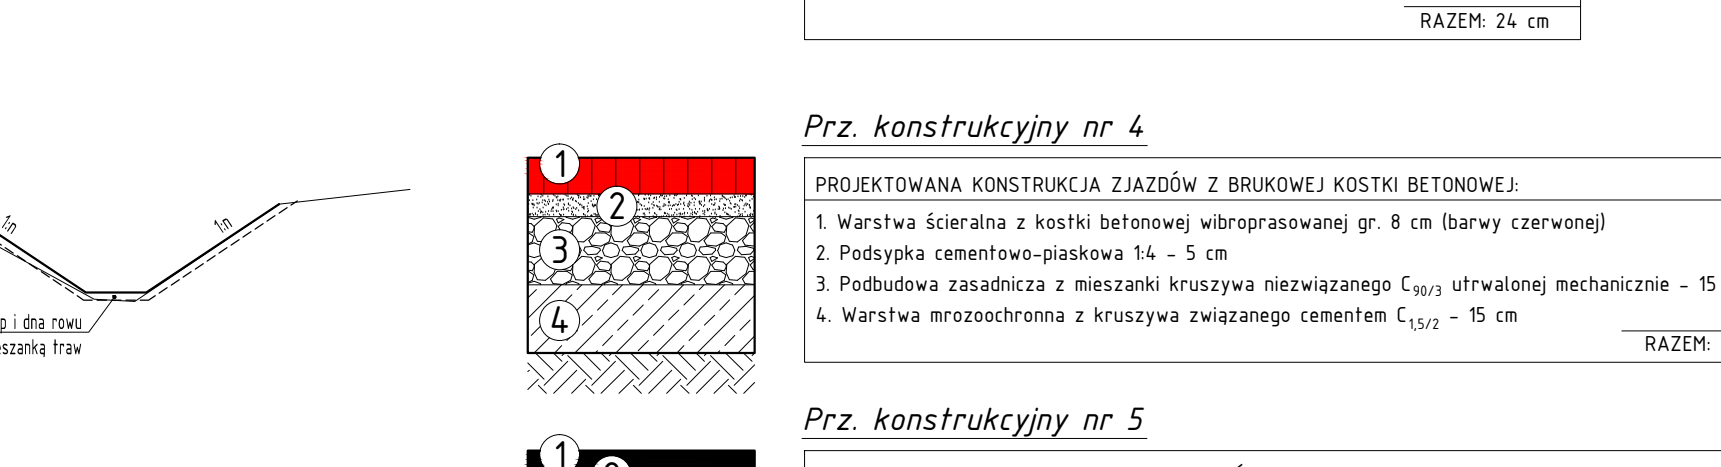 RAZEM: 24 cm
Prz. konstrukcyjny nr 4
1
2
3
4
PROJEKTOWANA KONSTRUKCJA ZJAZDÓW Z BRUKOWEJ KOSTKI BETONOWEJ:
1. Warstwa ścieralna z kostki betonowej wibroprasowanej gr. 8 cm (barwy czerwonej)
2. Podsypka cementowo-piaskowa 1:4 - 5 cm
3. Podbudowa zasadnicza z mieszanki kruszywa niezwiązanego C90/3 utrwalonej mechanicznie - 15
4. Warstwa mrozoochronna z kruszywa związanego cementem C1,5/2 - 15 cm
RAZEM:
1:n
1:n
p i dna rowu
eszanką traw
Prz. konstrukcyjny nr 5
1